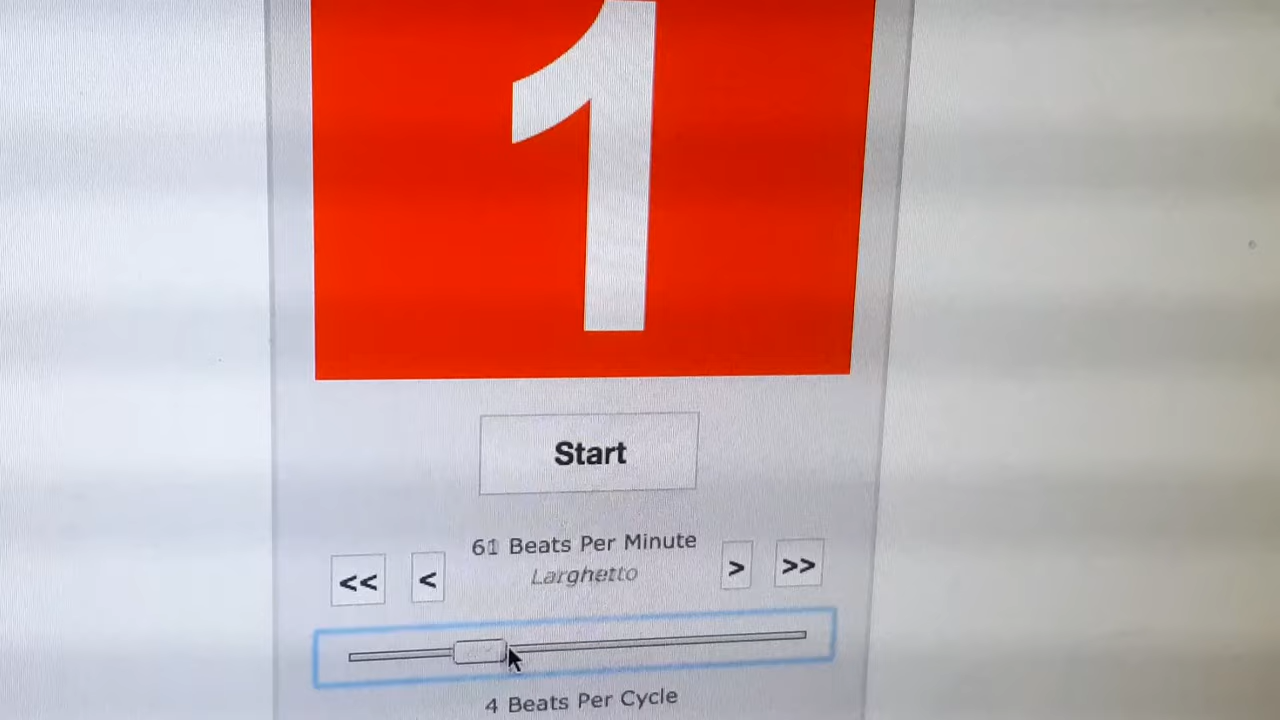 1
Start
61 Beats Per Minute
<< < Larghetto > >>
4 Beats Per Cycle